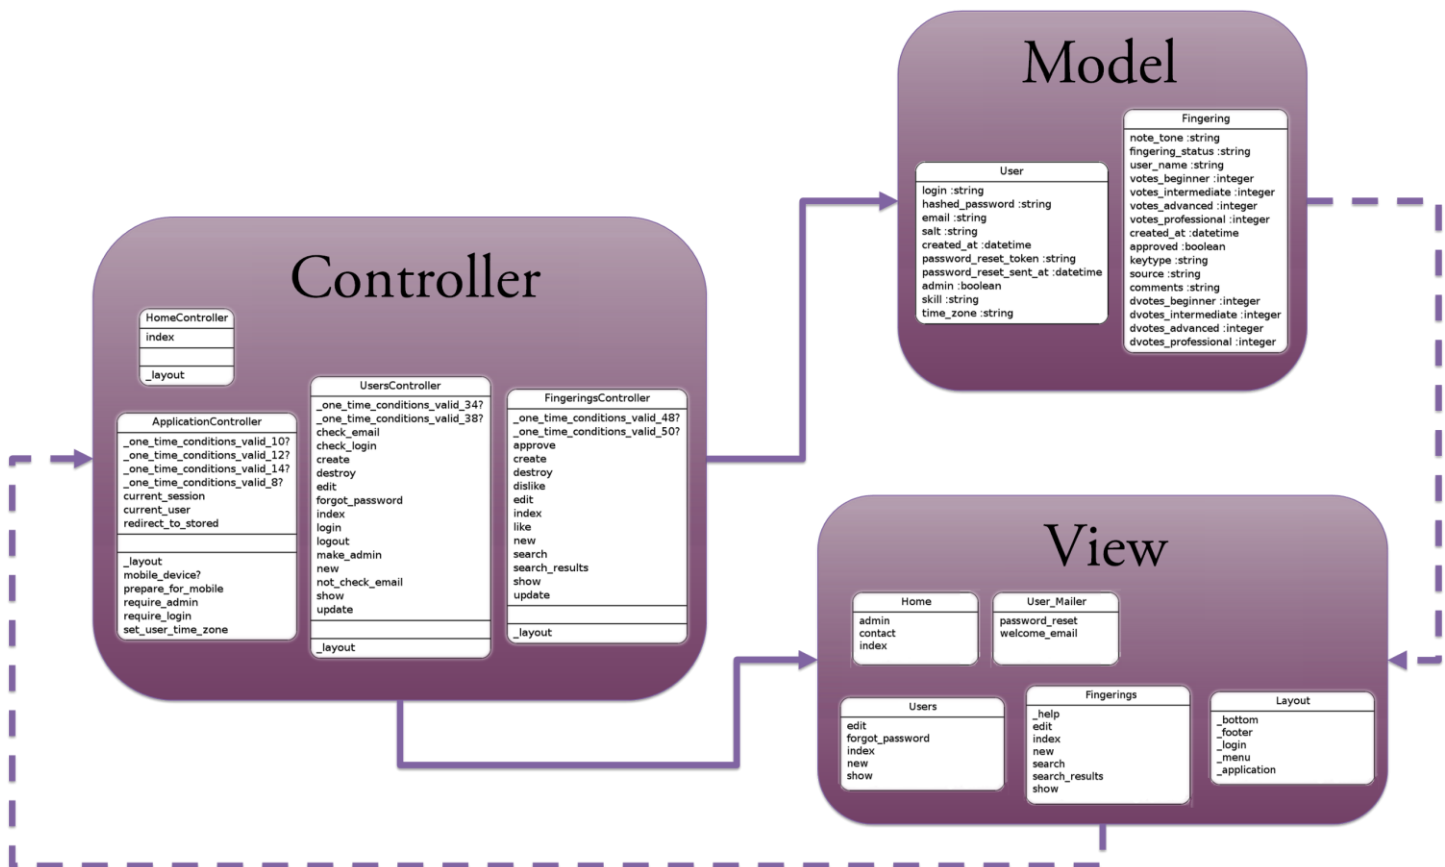 Model
Fingering
note_tone :string
fingering_status :string
user_name :string
votes_beginner :integer
votes_intermediate :integer
votes_advanced :integer
votes_professional :integer
created_at :datetime
approved :boolean
keytype :string
source :string
comments :string
dvotes_beginner :integer
dvotes_intermediate :integer
dvotes_advanced :integer
dvotes_professional :integer
User
login :string
hashed_password :string
email :string
salt :string
created_at :datetime
password_reset_token :string
password_reset_sent_at :datetime
admin :boolean
skill :string
time_zone :string
Controller
HomeController
index
_layout
ApplicationController
_one_time_conditions_valid_10?
_one_time_conditions_valid_12?
_one_time_conditions_valid_14?
_one_time_conditions_valid_8?
current_session
current_user
redirect_to_stored
_layout
mobile_device?
prepare_for_mobile
require_admin
require_login
set_user_time_zone
UsersController
_one_time_conditions_valid_34?
_one_time_conditions_valid_38?
check_email
check_login
create
destroy
edit
forgot_password
index
login
logout
make_admin
new
not_check_email
show
update
_layout
FingeringsController
_one_time_conditions_valid_48?
_one_time_conditions_valid_50?
approve
create
destroy
dislike
edit
index
like
new
search
search_results
show
update
_layout
View
Home
admin
contact
index
User_Mailer
password_reset
welcome_email
Users
edit
forgot_password
index
new
show
Fingerings
_help
edit
index
new
search
search_results
show
Layout
_bottom
_footer
_login
_menu
_application